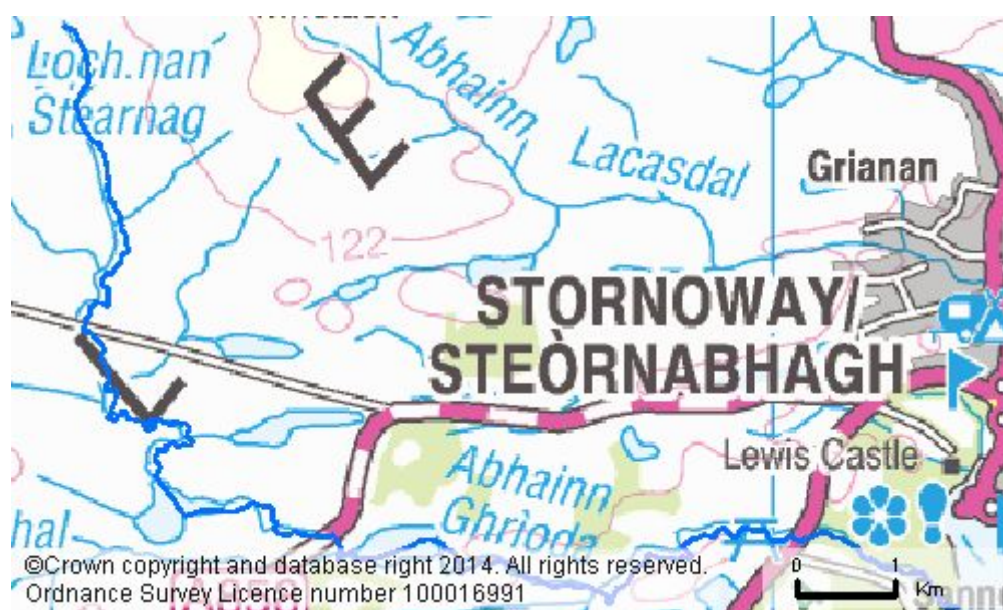 Loch nan
Stearnag
Abhainn
Lacasdal
Grianan
E
122
STORNOWAY/
STEÒRNABHAGH
L
Lewis Castle
Abhainn
Ghrìoda
hal
©Crown copyright and database right 2014. All rights reserved.
Ordnance Survey Licence number 100016991
0 1
Km